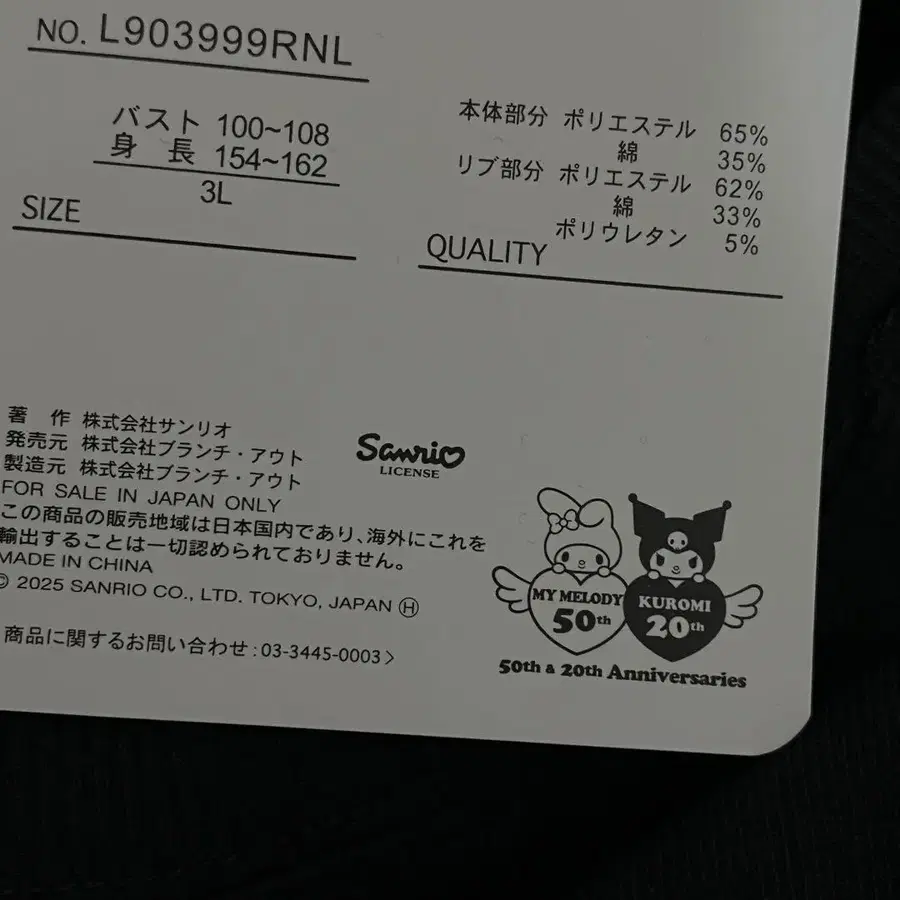 NO. L903999RNL
バスト 100~108
身 長 154~162
3L
SIZE
本体部分 ポリエステル 65%
綿 35%
リブ部分 ポリエステル 62%
綿 33%
ポリウレタン 5%
QUALITY
著 作 株式会社サンリオ
発売元 株式会社ブランチ・アウト
製造元 株式会社ブランチ・アウト
FOR SALE IN JAPAN ONLY
この商品の販売地域は日本国内であり、海外にこれを
輸出することは一切認められておりません。
MADE IN CHINA
© 2025 SANRIO CO., LTD. TOKYO, JAPAN Ⓗ
商品に関するお問い合わせ:03-3445-0003>
Sanrio
LICENSE
MY MELODY
50th
KUROMI
20th
50th & 20th Anniversaries